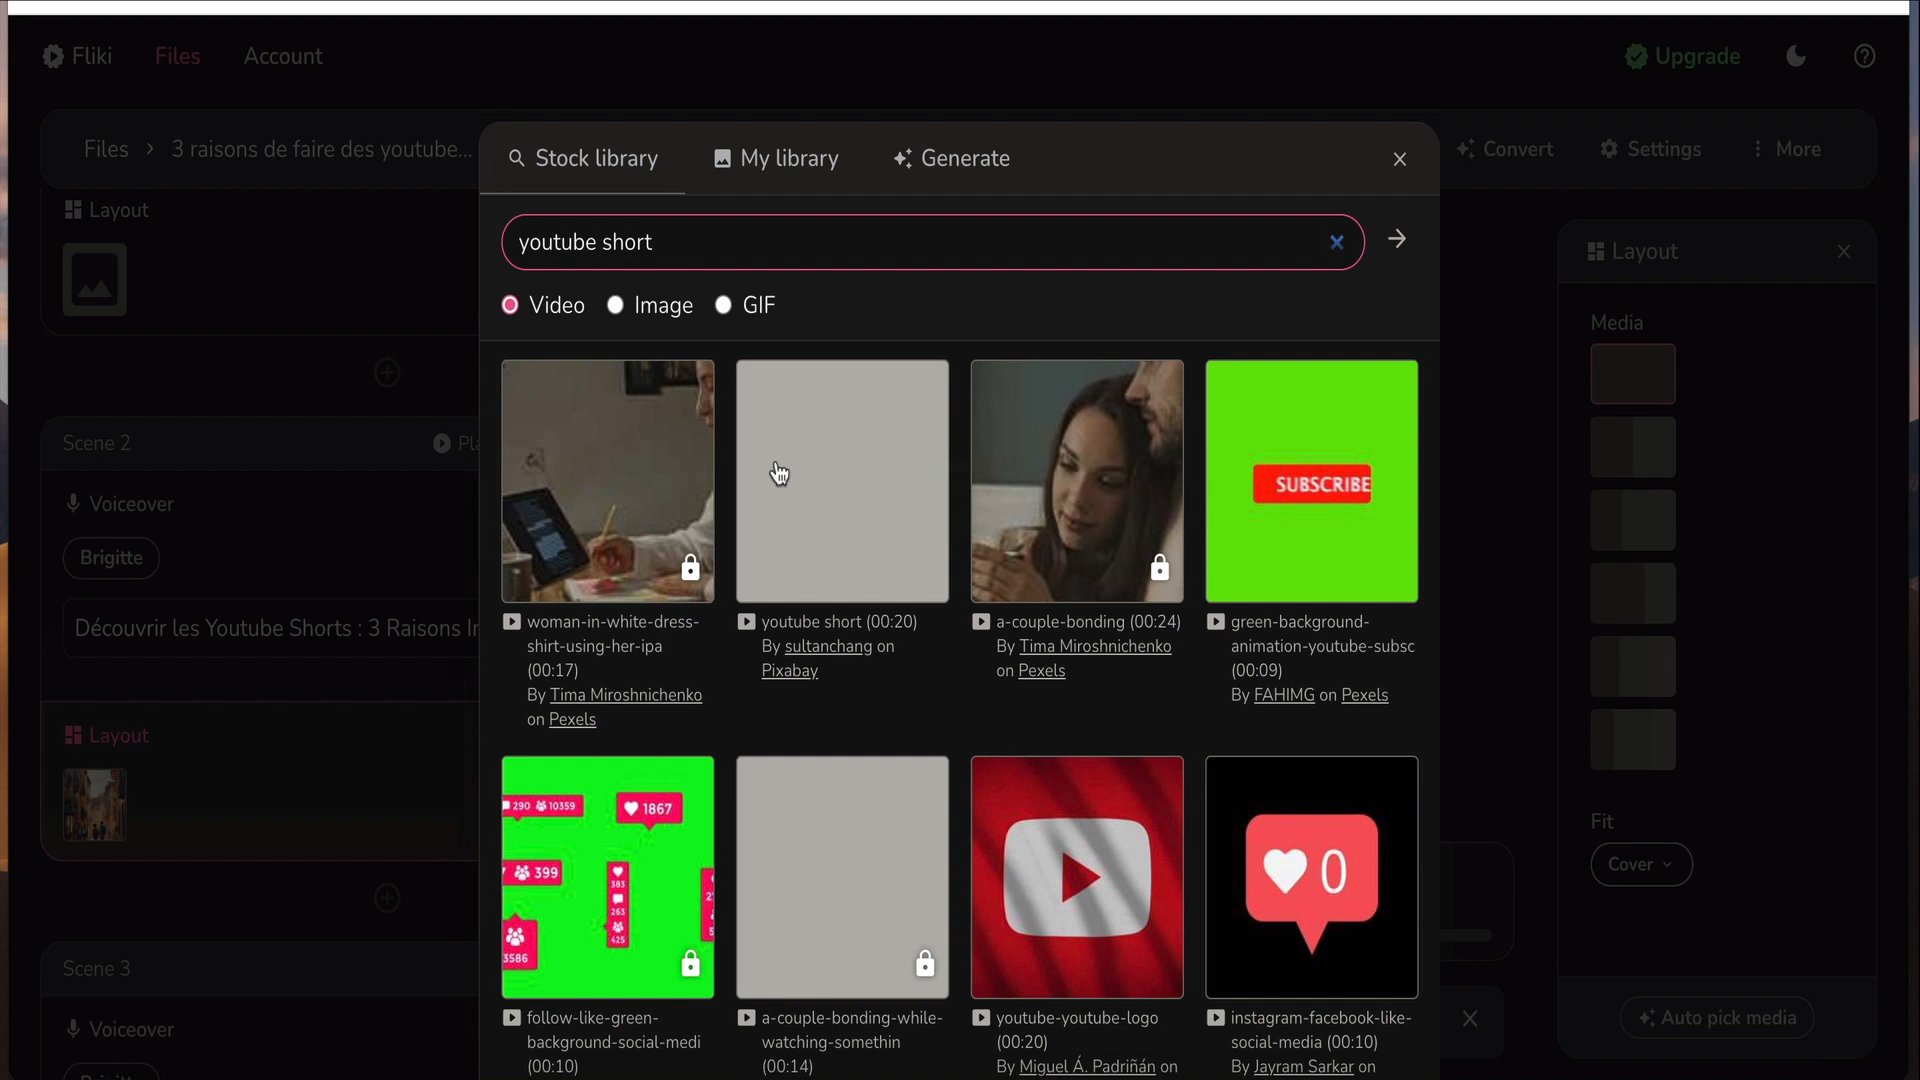 Fliki
Files
Account
Upgrade
Files > 3 raisons de faire des youtube...
Convert
Settings
More
Stock library
My library
Generate
youtube short
Video
Image
GIF
Layout
Scene 2
Voiceover
Brigitte
Découvrir les Youtube Shorts : 3 Raisons
Layout
Scene 3
Voiceover
SUBSCRIBE
woman-in-white-dress-
shirt-using-her-ipa
(00:17)
By Tima Miroshnichenko
on Pexels
youtube short (00:20)
By sultanchang on
Pixabay
a-couple-bonding (00:24)
By Tima Miroshnichenko
on Pexels
green-background-
animation-youtube-subsc
(00:09)
By FAHIMG on Pexels
290 10359
1867
399
383
263
425
3586
0
follow-like-green-
background-social-medi
(00:10)
a-couple-bonding-while-
watching-somethin
(00:14)
youtube-youtube-logo
(00:20)
By Miguel Á. Padriñán on
instagram-facebook-like-
social-media (00:10)
By Jayram Sarkar on
Layout
Media
Fit
Cover
Auto pick media